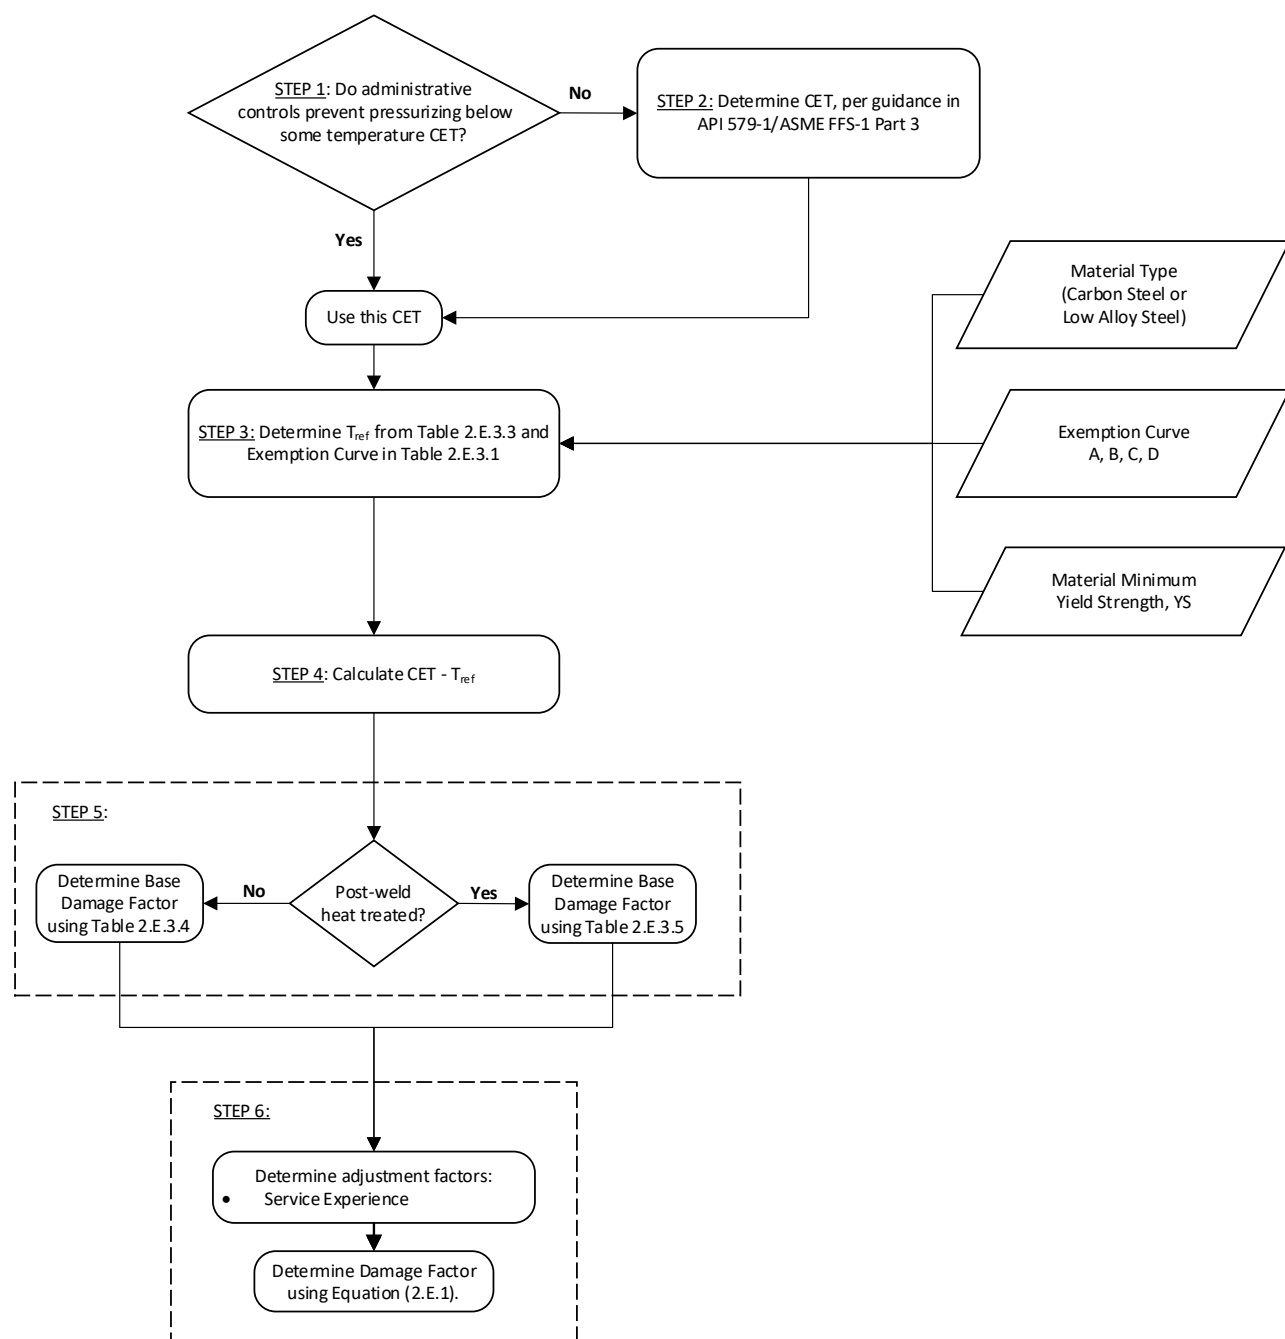 STEP 1: Do administrative
controls prevent pressurizing below
some temperature CET?
No
STEP 2: Determine CET, per guidance in
API 579-1/ASME FFS-1 Part 3
Yes
Use this CET
Material Type
(Carbon Steel or
Low Alloy Steel)
STEP 3: Determine Tref from Table 2.E.3.3 and
Exemption Curve in Table 2.E.3.1
Exemption Curve
A, B, C, D
Material Minimum
Yield Strength, YS
STEP 4: Calculate CET - Tref
STEP 5:
Determine Base
Damage Factor
using Table 2.E.3.4
No
Post-weld
heat treated?
Yes
Determine Base
Damage Factor
using Table 2.E.3.5
STEP 6:
Determine adjustment factors:
• Service Experience
Determine Damage Factor
using Equation (2.E.1).